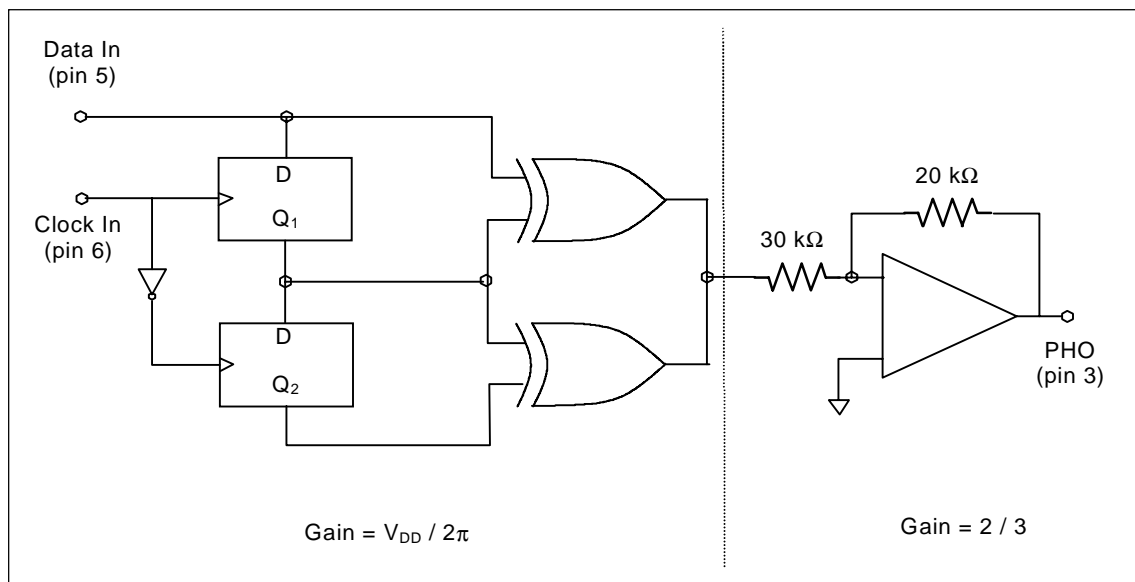 Data In
(pin 5)
Clock In
(pin 6)
D
Q1
D
Q2
30 kΩ
20 kΩ
PHO
(pin 3)
Gain = VDD / 2π
Gain = 2 / 3